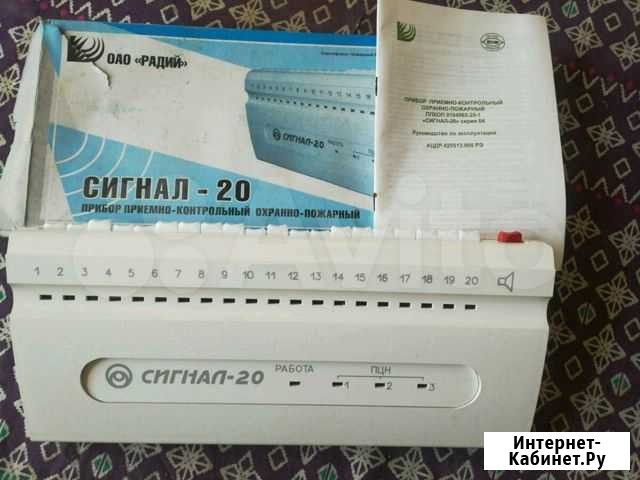 ОАО "РАДИЙ"
СИГНАЛ-20
СИГНАЛ - 20
ПРИБОР ПРИЕМНО-КОНТРОЛЬНЫЙ ОХРАННО-ПОЖАРНЫЙ
ПРИБОР ПРИЕМНО-КОНТРОЛЬНЫЙ
ОХРАННО-ПОЖАРНЫЙ
«СИГНАЛ-20» серия 04
Руководство по эксплуатации
1 2 3 4 5 6 7 8 9 10 11 12 13 14 15 16 17 18 19 20
СИГНАЛ-20
РАБОТА
ПЦН
1 2 3
Avito
Интернет-
Кабинет.Ру